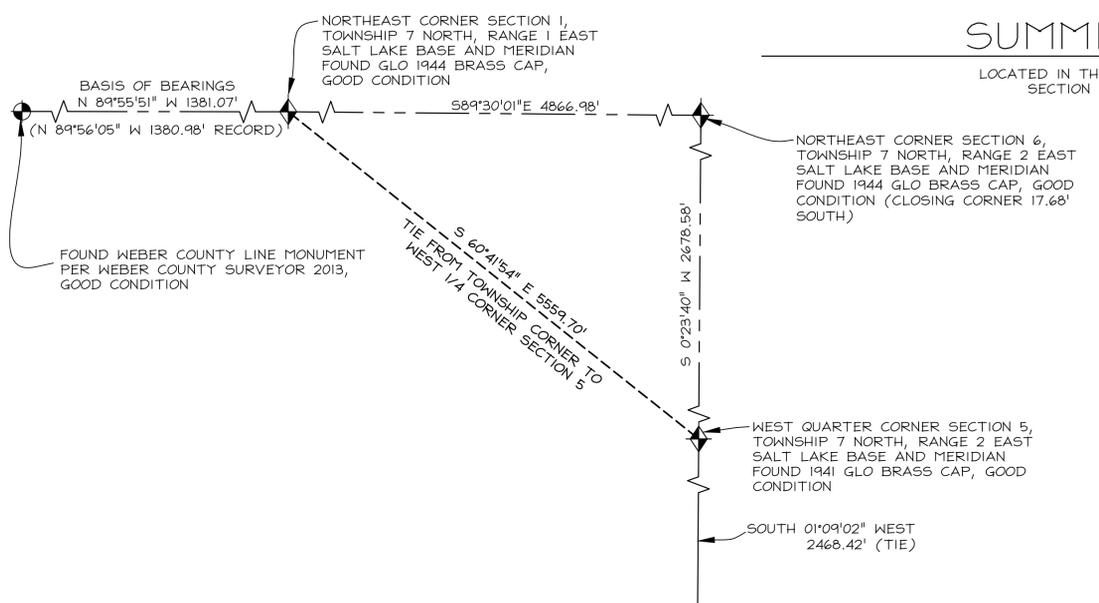 NORTHEAST CORNER SECTION 1,
TOWNSHIP 7 NORTH, RANGE 1 EAST
SALT LAKE BASE AND MERIDIAN
FOUND GLO 1944 BRASS CAP,
GOOD CONDITION
SUMMI
LOCATED IN TH
SECTION
BASIS OF BEARINGS
N 89°55'51" W 1381.07'
(N 89°56'05" W 1380.98' RECORD)
S89°30'01"E 4866.98'
NORTHEAST CORNER SECTION 6,
TOWNSHIP 7 NORTH, RANGE 2 EAST
SALT LAKE BASE AND MERIDIAN
FOUND 1944 GLO BRASS CAP, GOOD
CONDITION (CLOSING CORNER 17.68'
SOUTH)
FOUND WEBER COUNTY LINE MONUMENT
PER WEBER COUNTY SURVEYOR 2013,
GOOD CONDITION
S 60°41'54" E 5559.70'
TIE FROM TOWNSHIP CORNER TO
WEST 1/4 CORNER SECTION 5
S 0°23'40" W 2678.58'
WEST QUARTER CORNER SECTION 5,
TOWNSHIP 7 NORTH, RANGE 2 EAST
SALT LAKE BASE AND MERIDIAN
FOUND 1941 GLO BRASS CAP, GOOD
CONDITION
SOUTH 01°09'02" WEST
2468.42' (TIE)